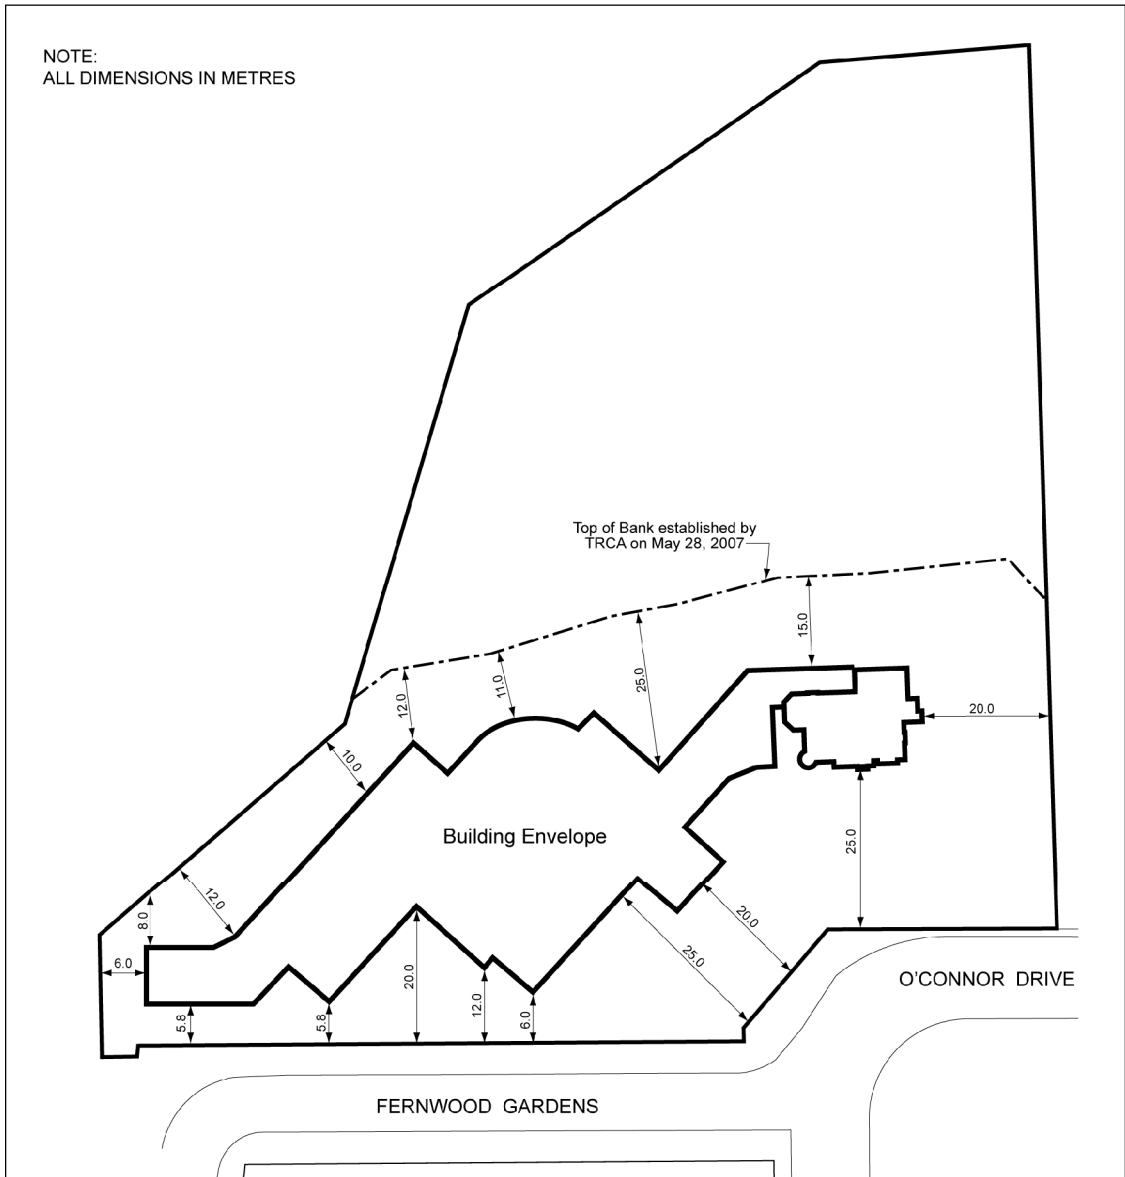 NOTE:
ALL DIMENSIONS IN METRES
Top of Bank established by
TRCA on May 28, 2007
15.0
25.0
11.0
12.0
20.0
10.0
Building Envelope
25.0
12.0
8.0
20.0
25.0
6.0
20.0
12.0
6.0
5.8
5.8
O'CONNOR DRIVE
FERNWOOD GARDENS